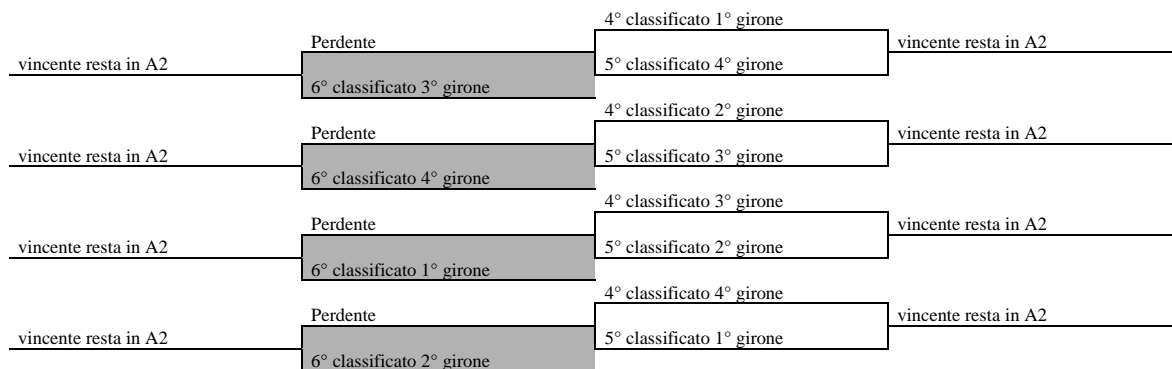 4° classificato 1° girone
Perdente
vincente resta in A2
vincente resta in A2
5° classificato 4° girone
6° classificato 3° girone
4° classificato 2° girone
Perdente
vincente resta in A2
vincente resta in A2
5° classificato 3° girone
6° classificato 4° girone
4° classificato 3° girone
Perdente
vincente resta in A2
vincente resta in A2
5° classificato 2° girone
6° classificato 1° girone
4° classificato 4° girone
Perdente
vincente resta in A2
vincente resta in A2
5° classificato 1° girone
6° classificato 2° girone